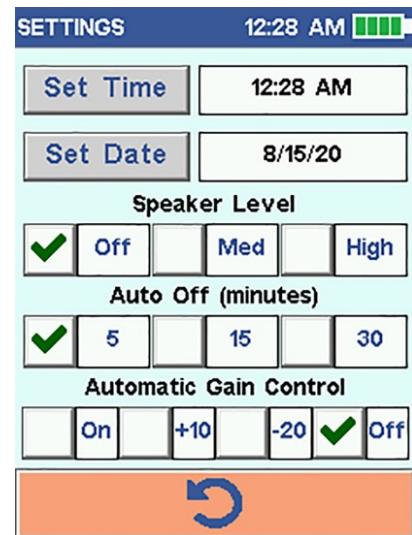 SETTINGS 12:28 AM
Set Time 12:28 AM
Set Date 8/15/20
Speaker Level
Off Med High
Auto Off (minutes)
5 15 30
Automatic Gain Control
On +10 -20 Off